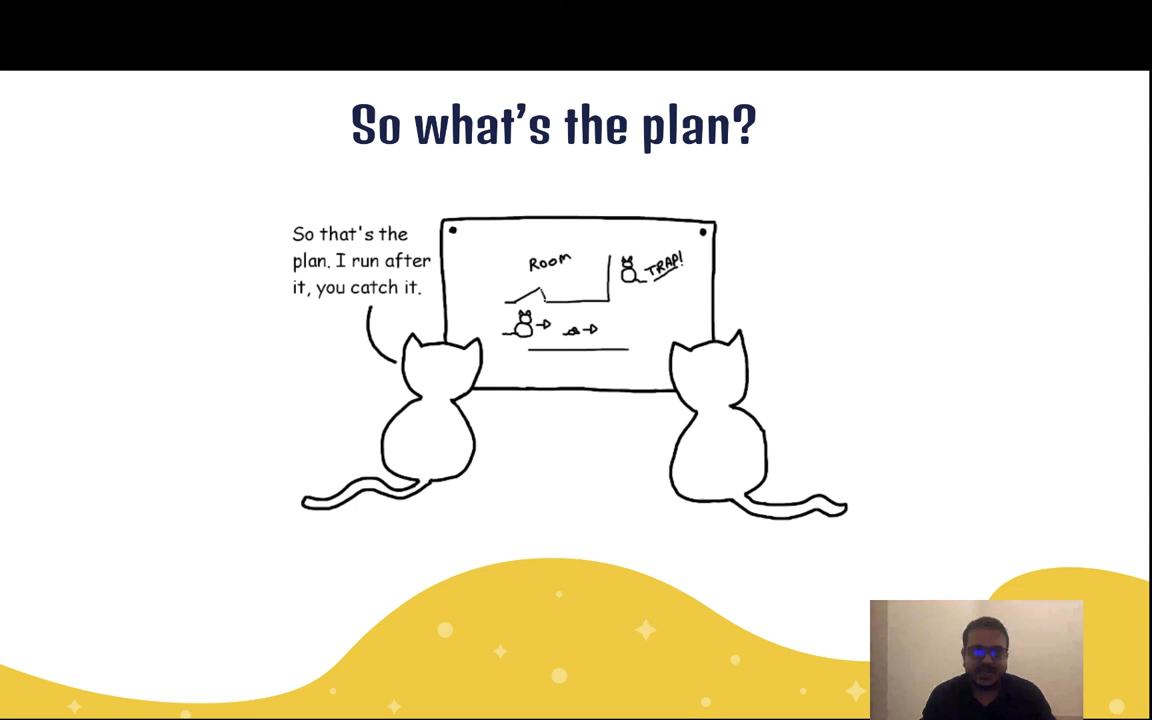 So what's the plan?
So that's the
plan. I run after
it, you catch it.
ROOM
TRAP!